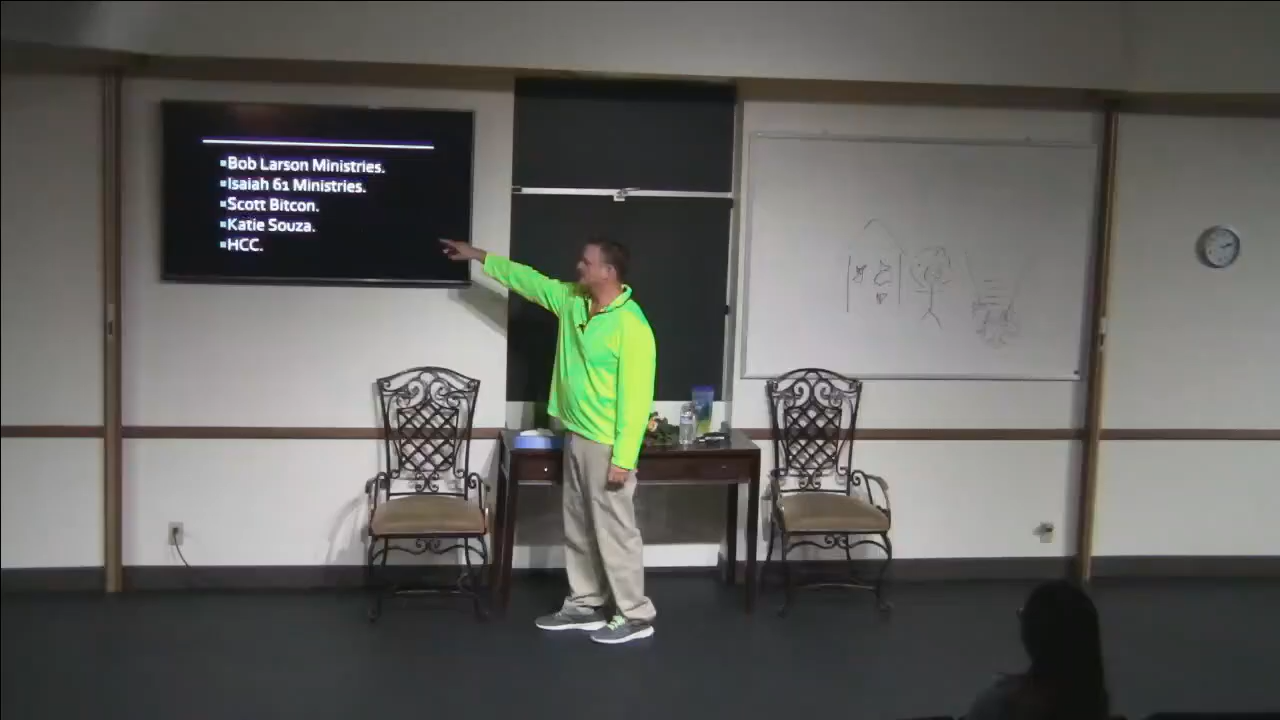 ▪Bob Larson Ministries.
▪Isaiah 61 Ministries.
▪Scott Bitcon.
▪Katie Souza.
▪HCC.